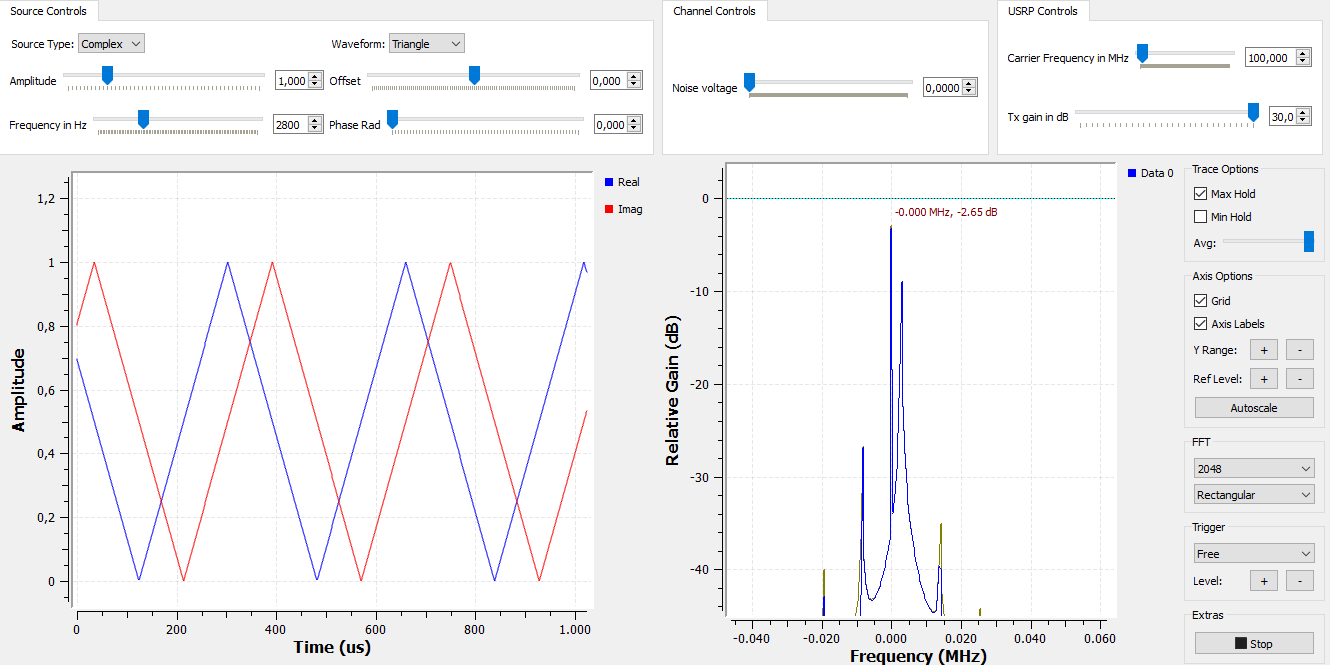 Source Controls
Source Type: Complex
Waveform: Triangle
Amplitude 1,000
Offset 0,000
Frequency in Hz 2800
Phase Rad 0,000
Channel Controls
Noise voltage 0,0000
USRP Controls
Carrier Frequency in MHz 100,000
Tx gain in dB 30,0
Amplitude
1,2
1
0,8
0,6
0,4
0,2
0
0 200 400 600 800 1.000
Time (us)
Real
Imag
Relative Gain (dB)
0
-10
-20
-30
-40
-0.000 MHz, -2.65 dB
-0.040 -0.020 0.000 0.020 0.040 0.060
Frequency (MHz)
Data 0
Trace Options
Max Hold
Min Hold
Avg:
Axis Options
Grid
Axis Labels
Y Range: + -
Ref Level: + -
Autoscale
FFT
2048
Rectangular
Trigger
Free
Level: + -
Extras
Stop